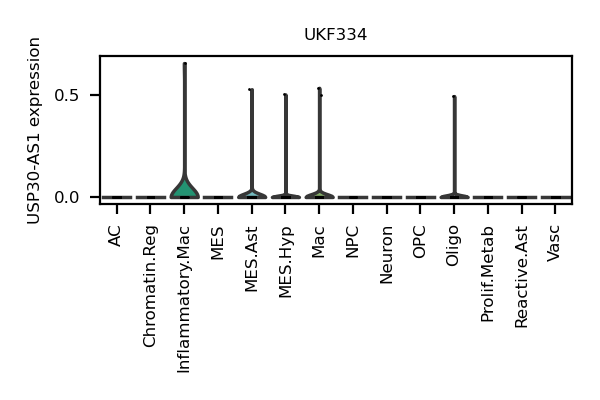 UKF334
USP30-AS1 expression
0.5
0.0
AC
Chromatin.Reg
Inflammatory.Mac
MES
MES.Ast
MES.Hyp
Mac
NPC
Neuron
OPC
Oligo
Prolif.Metab
Reactive.Ast
Vasc